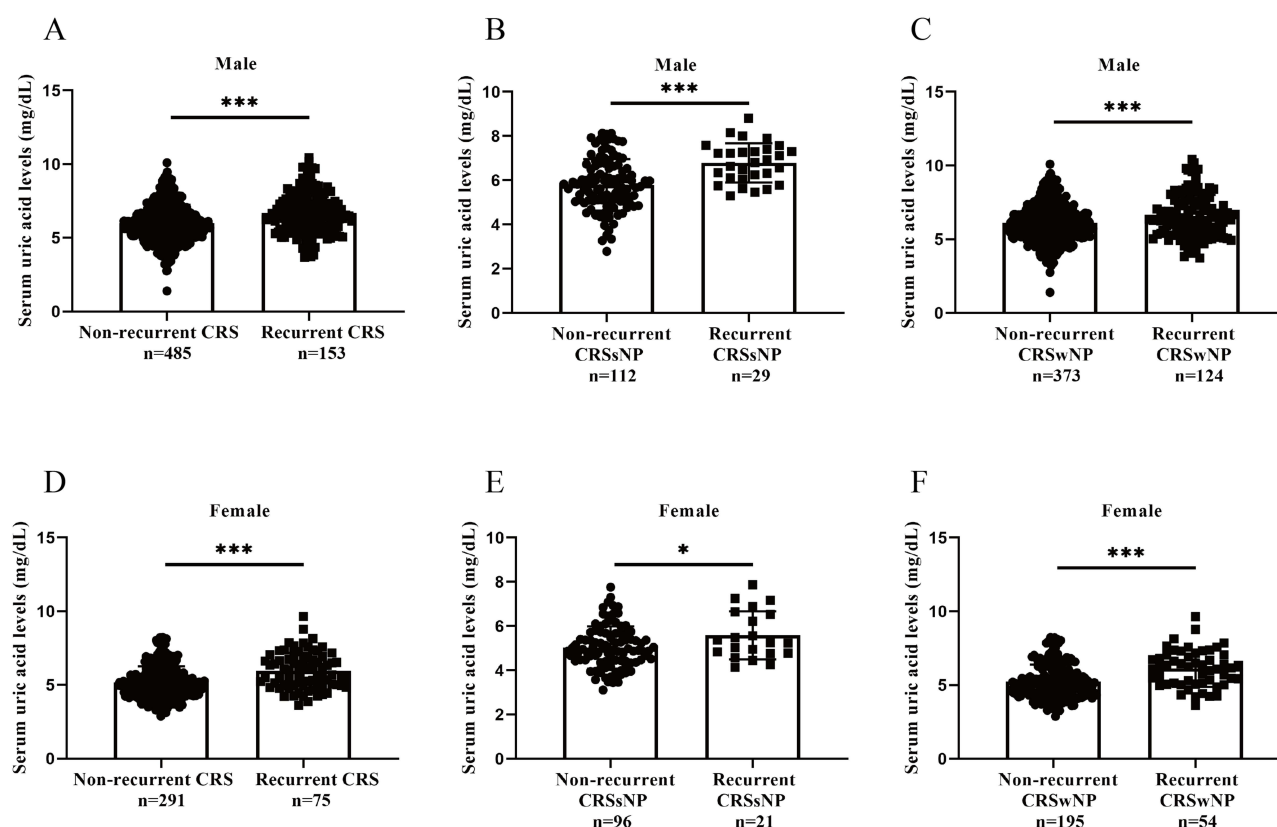 A
Male
***
Serum uric acid levels (mg/dL)
15
10
5
0
Non-recurrent CRS
n=485
Recurrent CRS
n=153
B
Male
***
Serum uric acid levels (mg/dL)
10
8
6
4
2
0
Non-recurrent
CRSsNP
n=112
Recurrent
CRSsNP
n=29
C
Male
***
Serum uric acid levels (mg/dL)
15
10
5
0
Non-recurrent
CRSwNP
n=373
Recurrent
CRSwNP
n=124
D
Female
***
Serum uric acid levels (mg/dL)
15
10
5
0
Non-recurrent CRS
n=291
Recurrent CRS
n=75
E
Female
*
Serum uric acid levels (mg/dL)
10
8
6
4
2
0
Non-recurrent
CRSsNP
n=96
Recurrent
CRSsNP
n=21
F
Female
***
Serum uric acid levels (mg/dL)
15
10
5
0
Non-recurrent
CRSwNP
n=195
Recurrent
CRSwNP
n=54